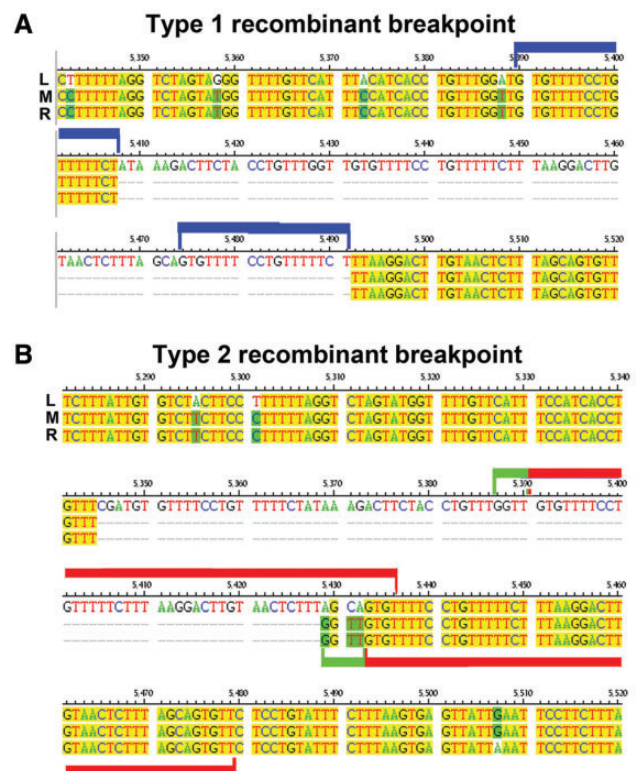 A Type 1 recombinant breakpoint
5,350 5,360 5,370 5,380 5,390 5,400
L CTTTTTTAGG TCTAGTAGGG TTTTGTTCAT TTACATCACC TGTTTGGATG TGTTTTCCTG
M CCTTTTTAGG TCTAGTATGG TTTTGTTCAT TTCCATCACC TGTTTGGTTG TGTTTTCCTG
R CCTTTTTAGG TCTAGTATGG TTTTGTTCAT TTCCATCACC TGTTTGGTTG TGTTTTCCTG
5,410 5,420 5,430 5,440 5,450 5,460
TTTTTCTATA AAGACTTCTA CCTGTTTGGT TGTGTTTTCC TGTTTTTCTT TAAGGACTTG
TTTTTCT
TTTTTCT
5,470 5,480 5,490 5,500 5,510 5,520
TAACTCTTTA GCAGTGTTTT CCTGTTTTTC TTTAAGGACT TGTAACTCTT TAGCAGTGTT
TTAAGGACT TGTAACTCTT TAGCAGTGTT
TTAAGGACT TGTAACTCTT TAGCAGTGTT
B Type 2 recombinant breakpoint
5,290 5,300 5,310 5,320 5,330 5,340
L TCTTTATTGT GTCTACTTCC TTTTTTAGGT CTAGTATGGT TTTGTTCATT TCCATCACCT
M TCTTTATTGT GTCTTCTTCC CTTTTTAGGT CTAGTATGGT TTTGTTCATT TCCATCACCT
R TCTTTATTGT GTCTTCTTCC CTTTTTAGGT CTAGTATGGT TTTGTTCATT TCCATCACCT
5,350 5,360 5,370 5,380 5,390 5,400
GTTTCGATGT GTTTTCCTGT TTTTCTATAA AGACTTCTAC CTGTTTGGTT GTGTTTTCCT
GTTT
GTTT
5,410 5,420 5,430 5,440 5,450 5,460
GTTTTTCTTT AAGGACTTGT AACTCTTTAG CAGTGTTTTC CTGTTTTTCT TTAAGGACTT
GG TTGTGTTTTC CTGTTTTTCT TTAAGGACTT
GG TTGTGTTTTC CTGTTTTTCT TTAAGGACTT
5,470 5,480 5,490 5,500 5,510 5,520
GTAACTCTTT AGCAGTGTTC TCCTGTATTT CTTTAAGTGA GTTATTGAAT TCCTTCTTTA
GTAACTCTTT AGCAGTGTTC TCCTGTATTT CTTTAAGTGA GTTATTGAAT TCCTTCTTTA
GTAACTCTTT AGCAGTGTTC TCCTGTATTT CTTTAAGTGA GTTATTAAAT TCCTTCTTTA